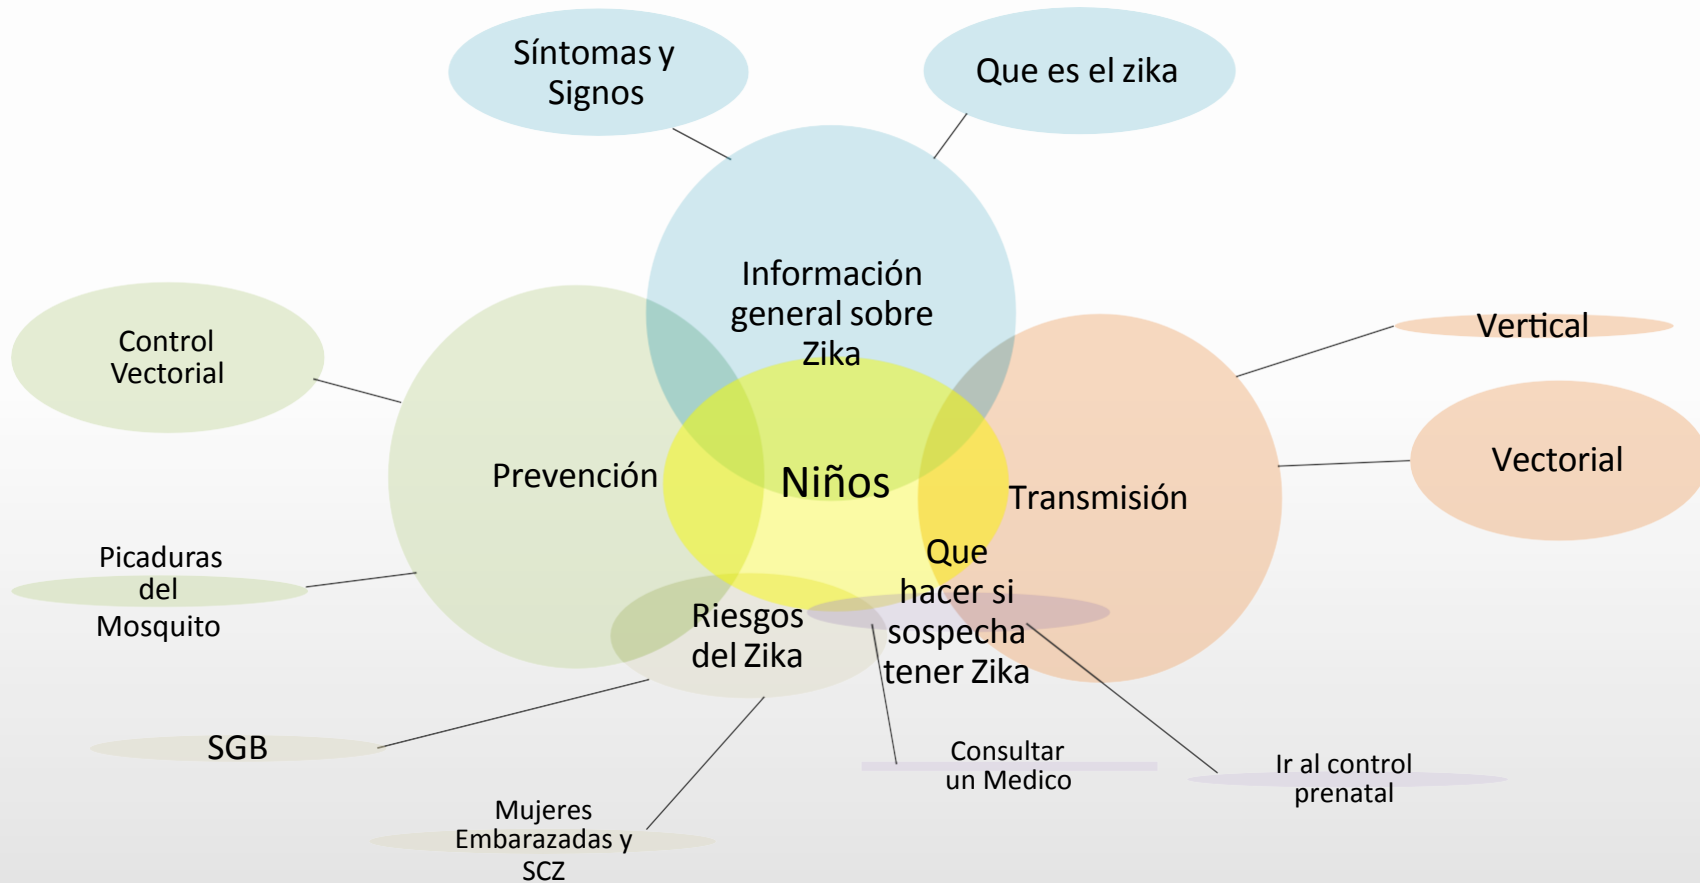 Síntomas y
Signos
Que es el zika
Información
general sobre
Zika
Control
Vectorial
Vertical
Prevención
Niños
Transmisión
Vectorial
Picaduras
del
Mosquito
Riesgos
del Zika
Que
hacer si
sospecha
tener Zika
SGB
Mujeres
Embarazadas y
SCZ
Consultar
un Medico
Ir al control
prenatal